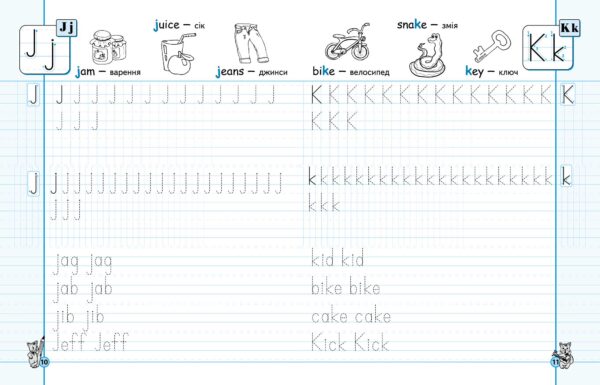 J j
Jj
juice – сік
jam – варення
jeans – джинси
J
J J J J J J J J J J J J J
J J J
j
j j j j j j j j j j j j j j j j j j j
j j j
jag jag
jab jab
jib jib
Jeff Jeff
10
snake – змія
bike – велосипед
key – ключ
K k
Kk
K K K K K K K K K K K K K K K K
K
K K K
k k k k k k k k k k k k k k k k k k k k k
k
k k k
kid kid
bike bike
cake cake
Kick Kick
11